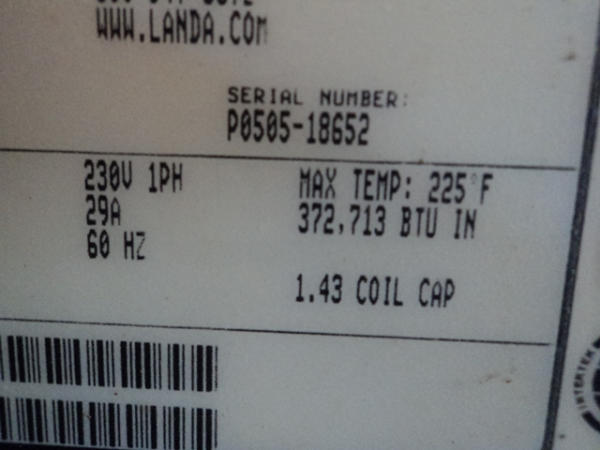 WWW.LANDA.COM
SERIAL NUMBER:
P0505-18652
230V 1PH
29A
60 HZ
MAX TEMP: 225°F
372,713 BTU IN
1.43 COIL CAP
INTERTEK